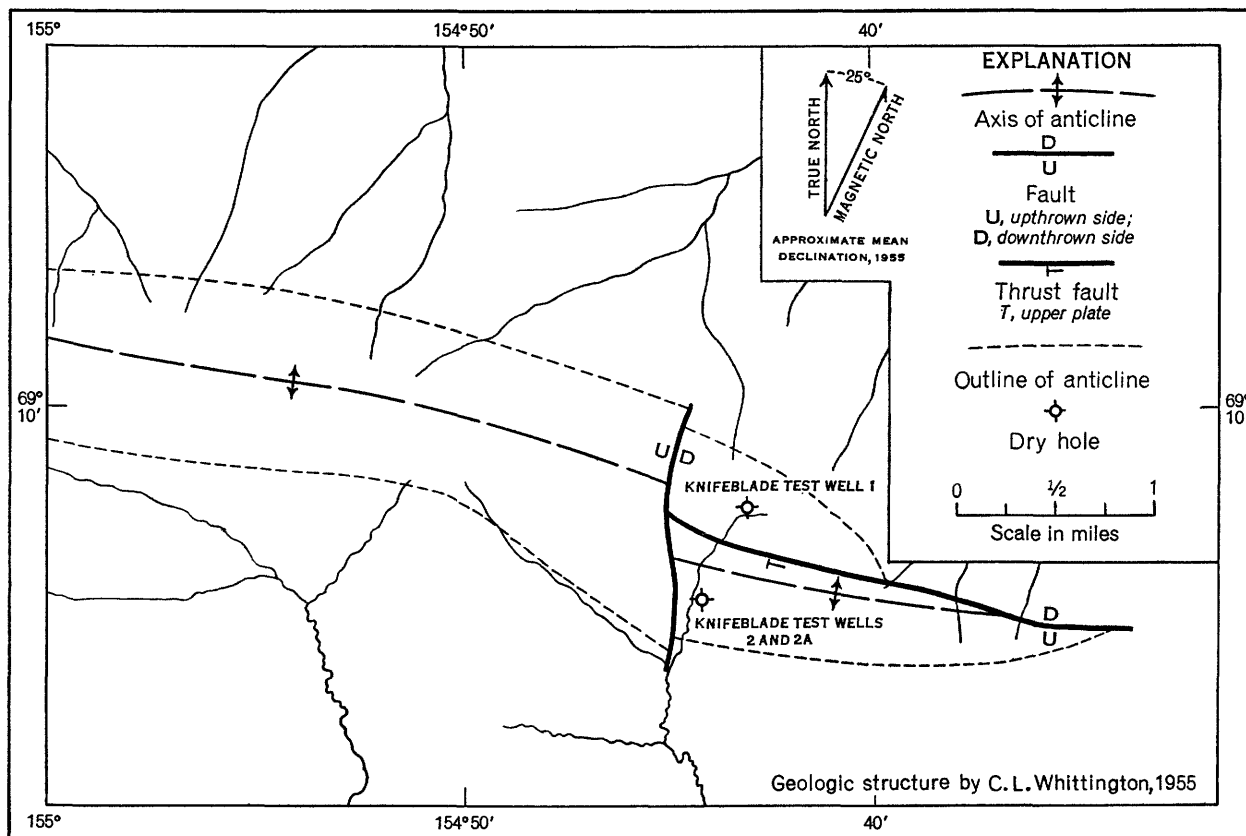 155°
154°50′
40′
EXPLANATION
25°
TRUE NORTH
MAGNETIC NORTH
APPROXIMATE MEAN
DECLINATION, 1955
Axis of anticline
D
U
Fault
U, upthrown side;
D, downthrown side
T
Thrust fault
T, upper plate
Outline of anticline
Dry hole
0 ½ 1
Scale in miles
69°
10′
69°
10′
U D
KNIFEBLADE TEST WELL 1
T
KNIFEBLADE TEST WELLS
2 AND 2A
D
U
Geologic structure by C.L. Whittington, 1955
155°
154°50′
40′